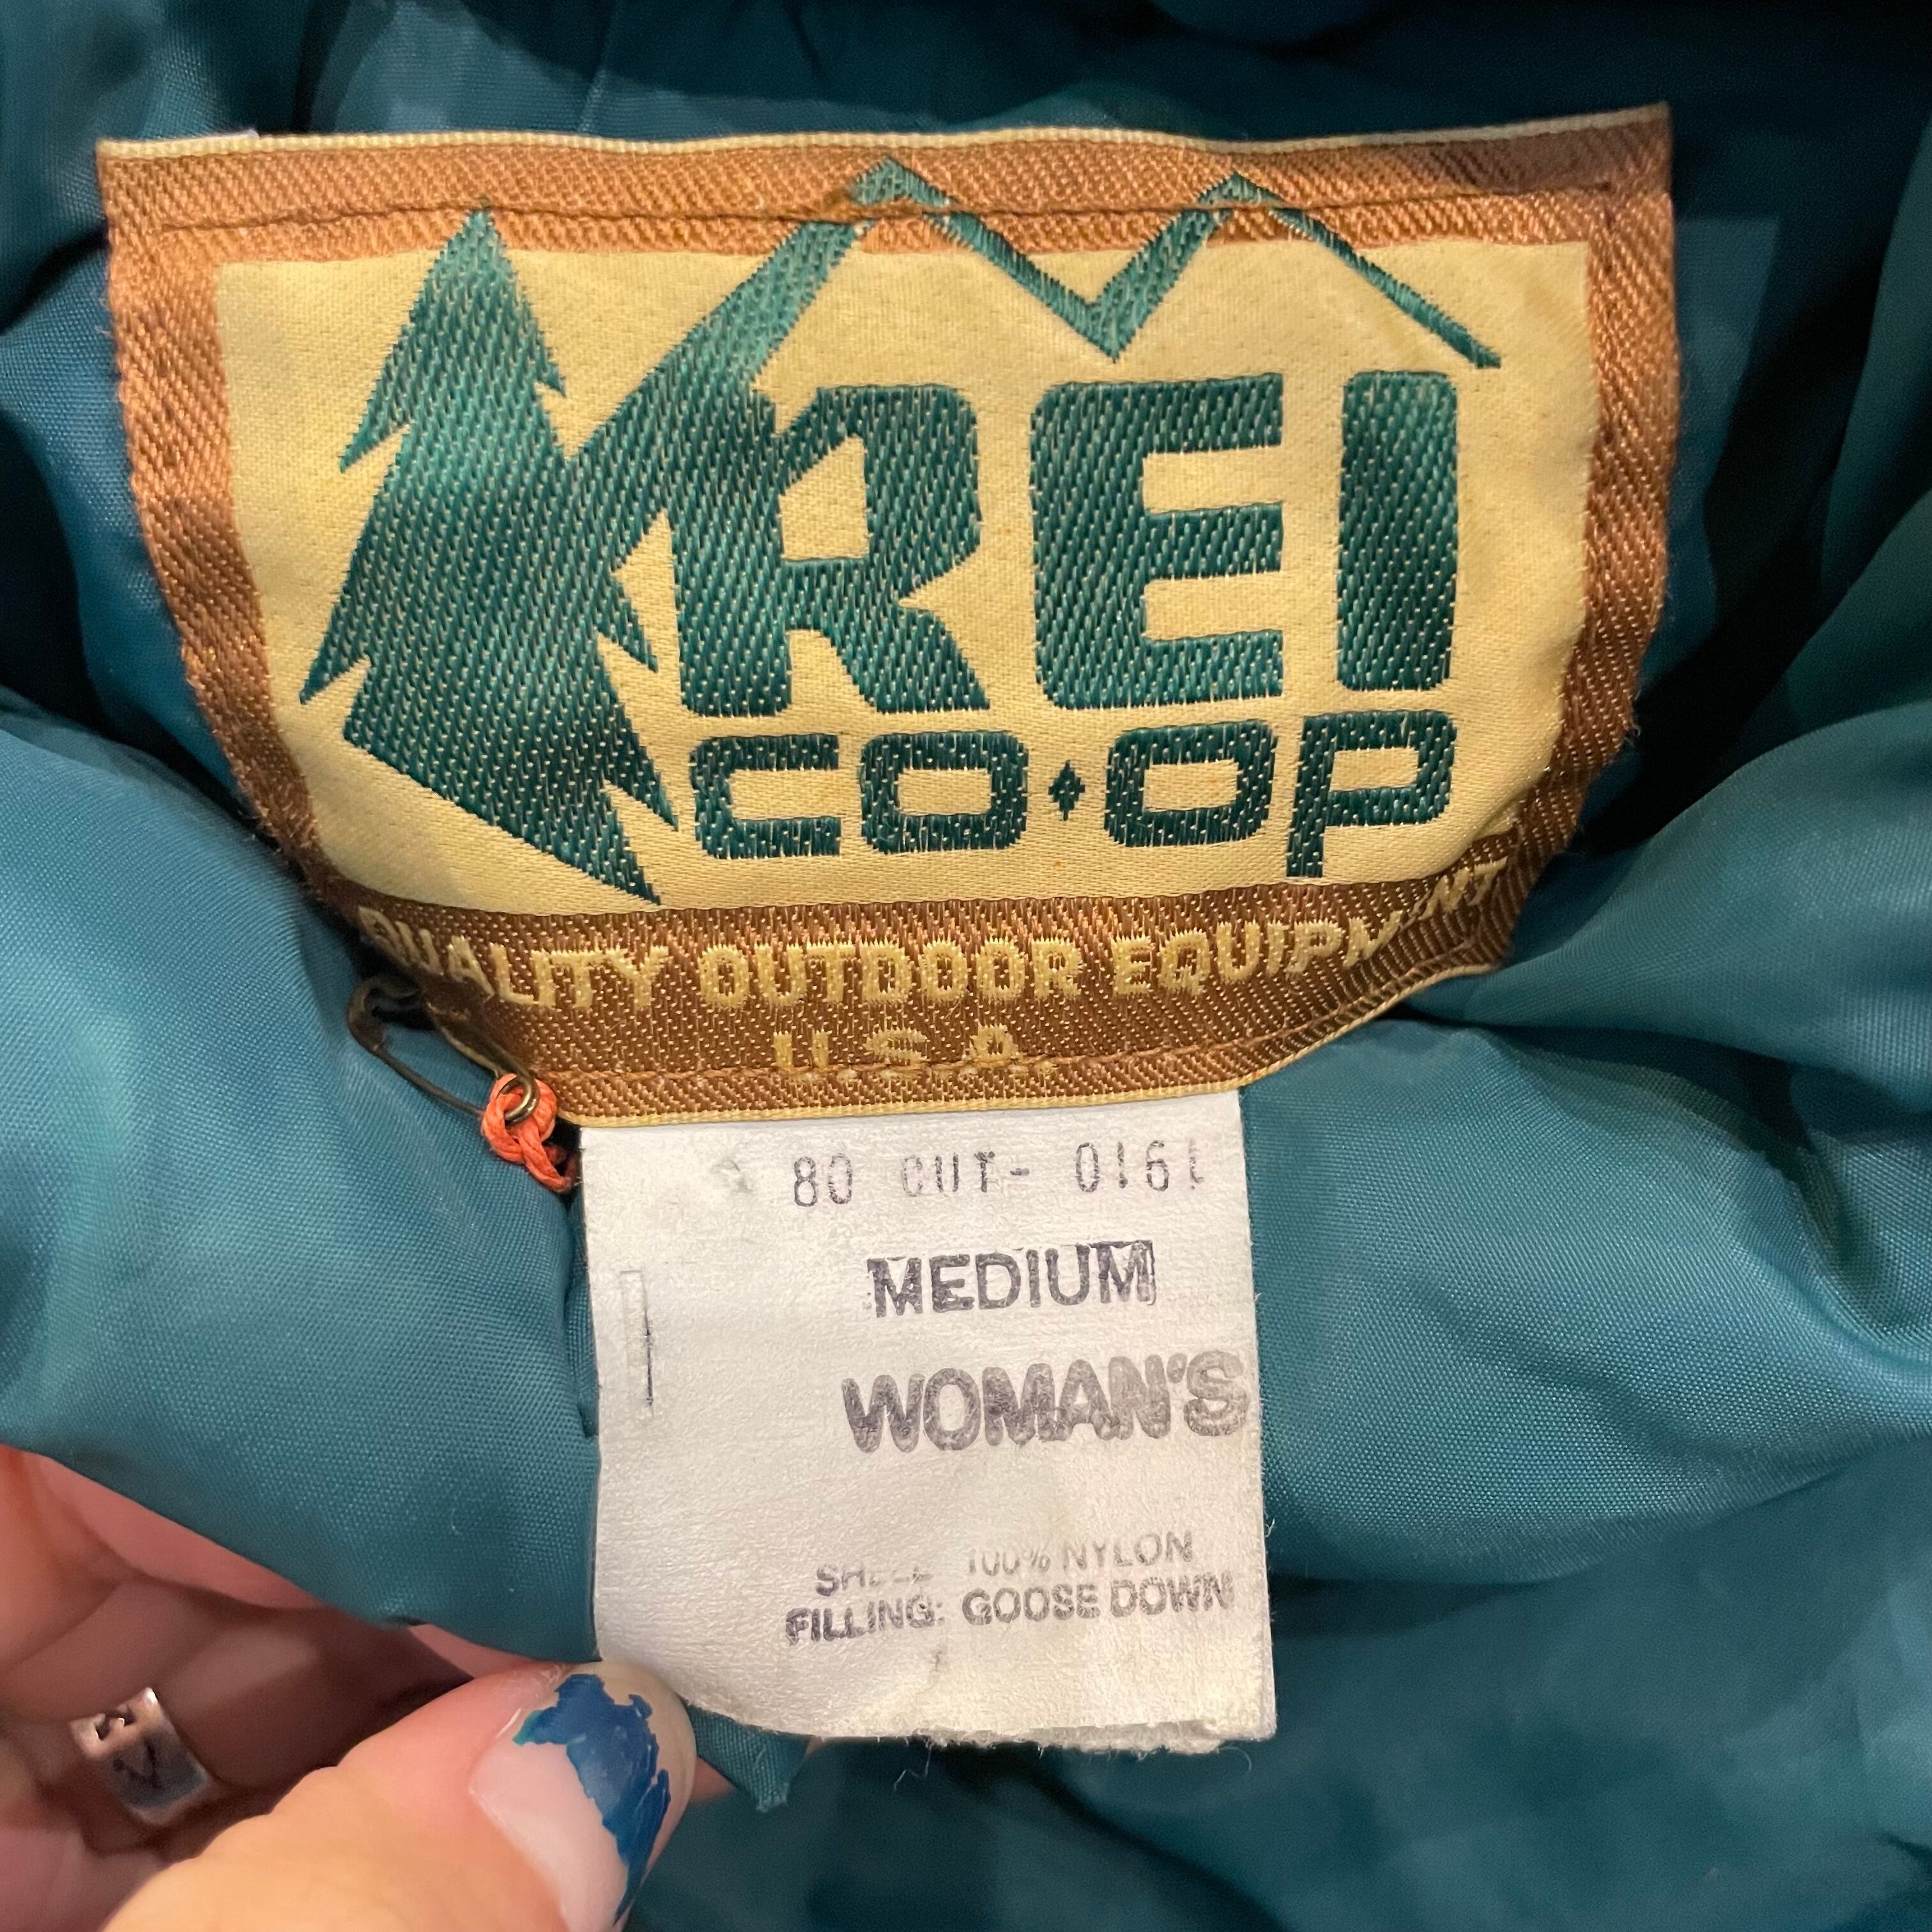 REI
CO·OP
QUALITY OUTDOOR EQUIPMENT
U.S.A.
80 CUT- 0161
MEDIUM
WOMAN'S
SHELL 100% NYLON
FILLING: GOOSE DOWN